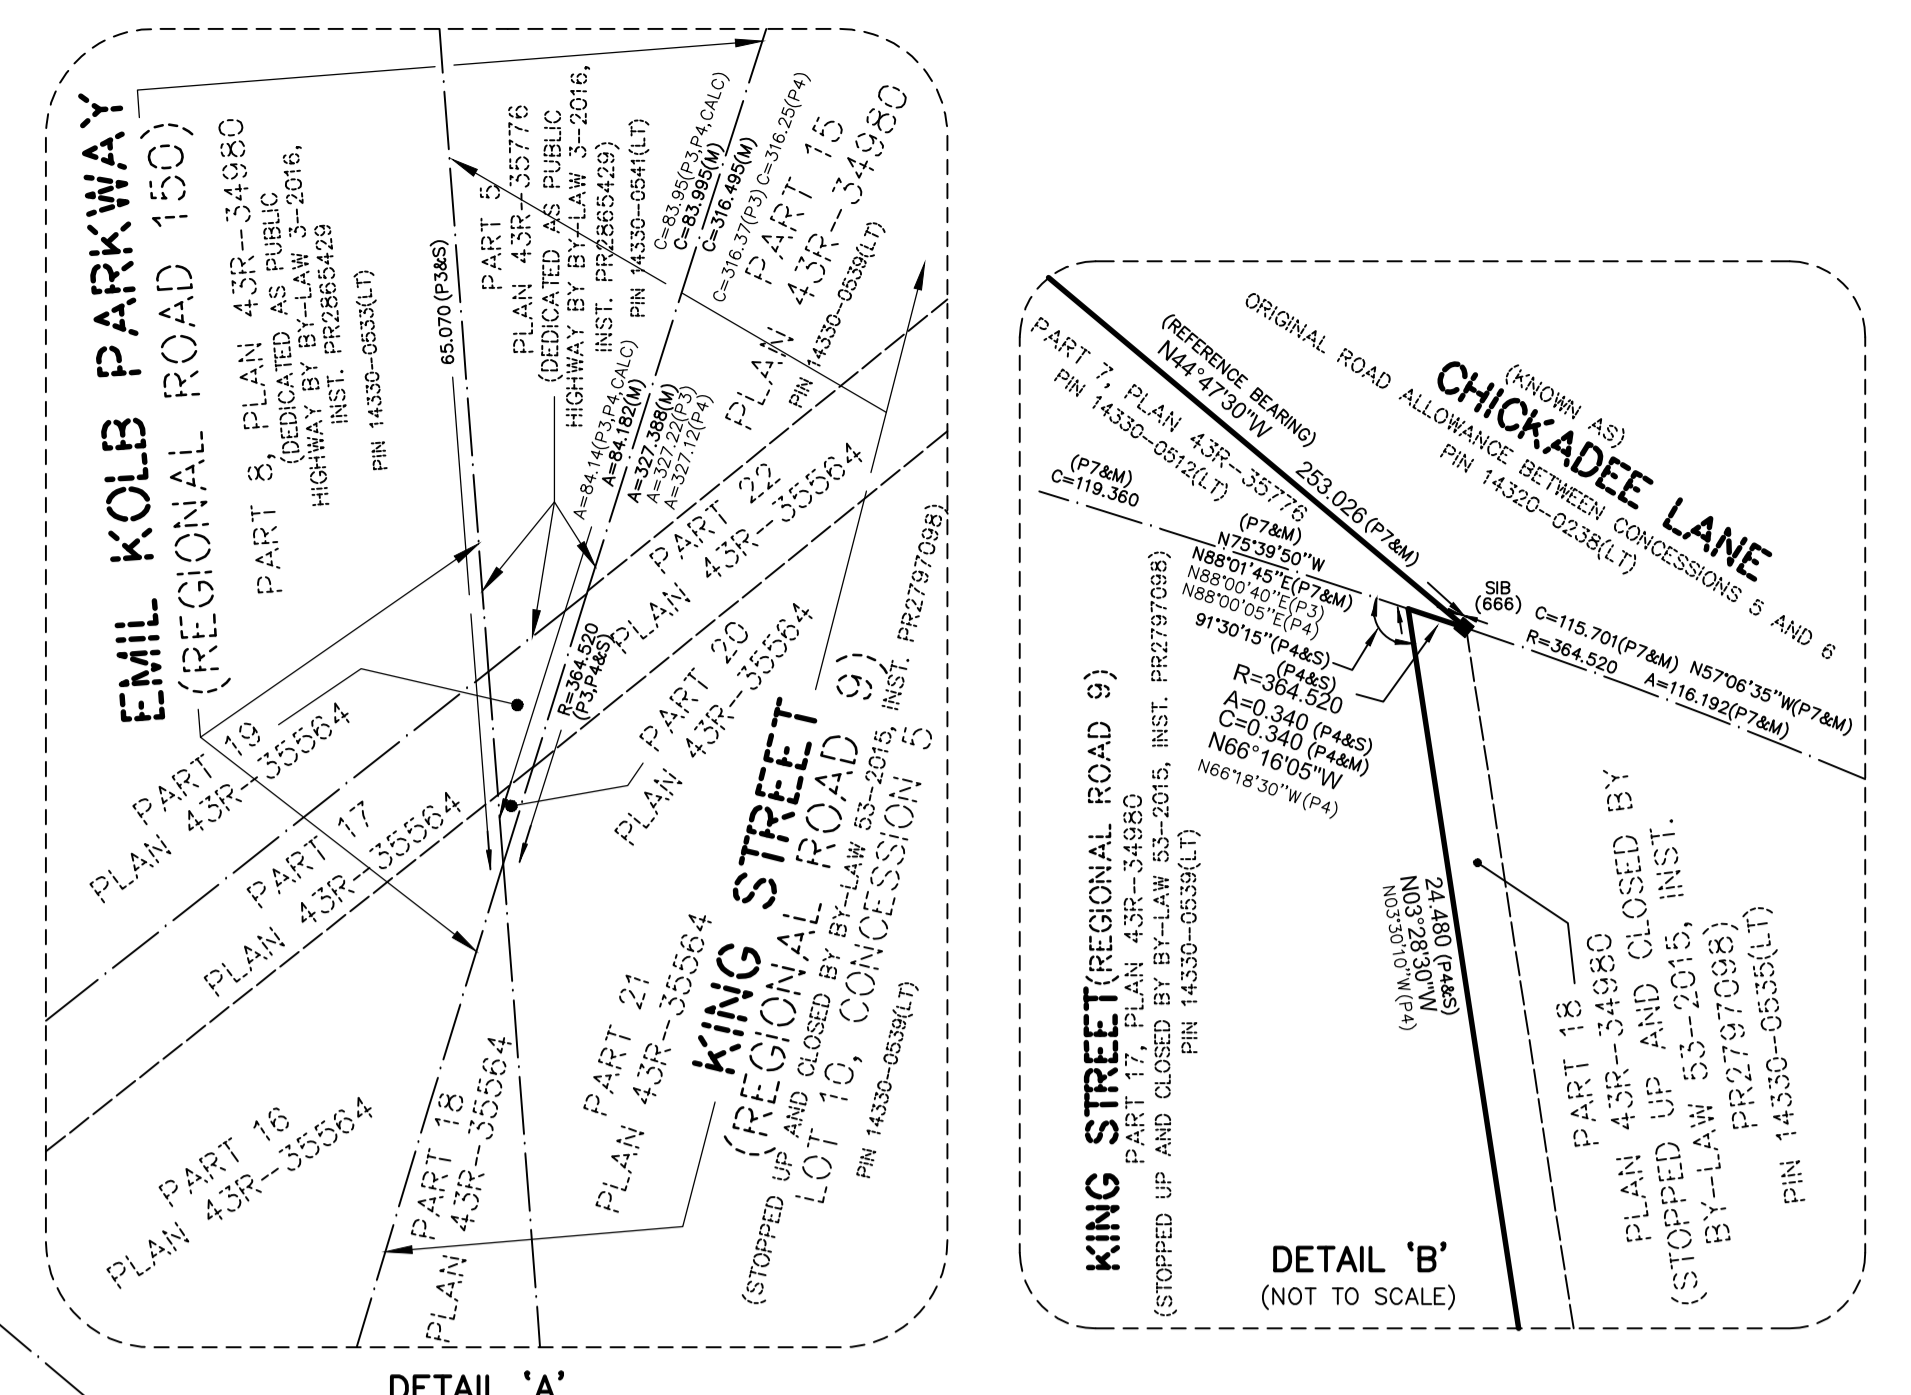 EMIL KOLB PARKWAY
(REGIONAL ROAD 150)
PART 8, PLAN 43R-34980
(DEDICATED AS PUBLIC
HIGHWAY BY BY-LAW 3-2016,
INST. PR2865429
PIN 14330-0533(LT)
65.070 (P3&S)
PART 5
PLAN 43R-35776
(DEDICATED AS PUBLIC
HIGHWAY BY BY-LAW 3-2016,
INST. PR2865429)
PIN 14330-0541(LT)
C=83.95(P3,P4,CALC)
C=83.995(M)
C=316.495(M)
C=316.37(P3) C=316.25(P4)
PART 15
PLAN 43R-34980
PIN 14330-0539(LT)
A=84.14(P3,P4,CALC)
A=84.182(M)
A=327.388(M)
A=327.22(P3)
A=327.12(P4)
PART 22
PLAN 43R-35564
R=364.520
(P3,P4&S)
PART 20
PLAN 43R-35564
PART 19
PLAN 43R-35564
PART 17
PLAN 43R-35564
PART 16
PLAN 43R-35564
PART 18
PLAN 43R-35564
PART 21
PLAN 43R-35564
KING STREET
(REGIONAL ROAD 9)
(STOPPED UP AND CLOSED BY BY-LAW 53-2015, INST. PR2797098)
LOT 10, CONCESSION 5
PIN 14330-0539(LT)
DETAIL 'A'
ORIGINAL ROAD ALLOWANCE BETWEEN CONCESSIONS 5 AND 6
(KNOWN AS)
CHICKADEE LANE
PIN 14320-0238(LT)
(REFERENCE BEARING)
N44°47'30"W
253.026 (P7&M)
PART 7, PLAN 43R-35776
PIN 14330-0512(LT)
(P7&M)
C=119.360
(P7&M)
N75°39'50"W
N88°01'45"E(P7&M)
N88°00'40"E(P3)
N88°00'05"E(P4)
91°30'15"(P4&S)
(P4&S)
R=364.520
A=0.340 (P4&S)
C=0.340 (P4&M)
N66°16'05"W
N66°18'30"W(P4)
SIB
(666)
C=115.701(P7&M) N57°06'35"W(P7&M)
R=364.520 A=116.192(P7&M)
KING STREET (REGIONAL ROAD 9)
PART 17, PLAN 43R-34980
(STOPPED UP AND CLOSED BY BY-LAW 53-2015, INST. PR2797098)
PIN 14330-0539(LT)
24.480 (P4&S)
N03°28'30"W
N03°30'10"W(P4)
PART 18
PLAN 43R-34980
(STOPPED UP AND CLOSED BY
BY-LAW 53-2015, INST.
PR2797098)
PIN 14330-0535(LT)
DETAIL 'B'
(NOT TO SCALE)